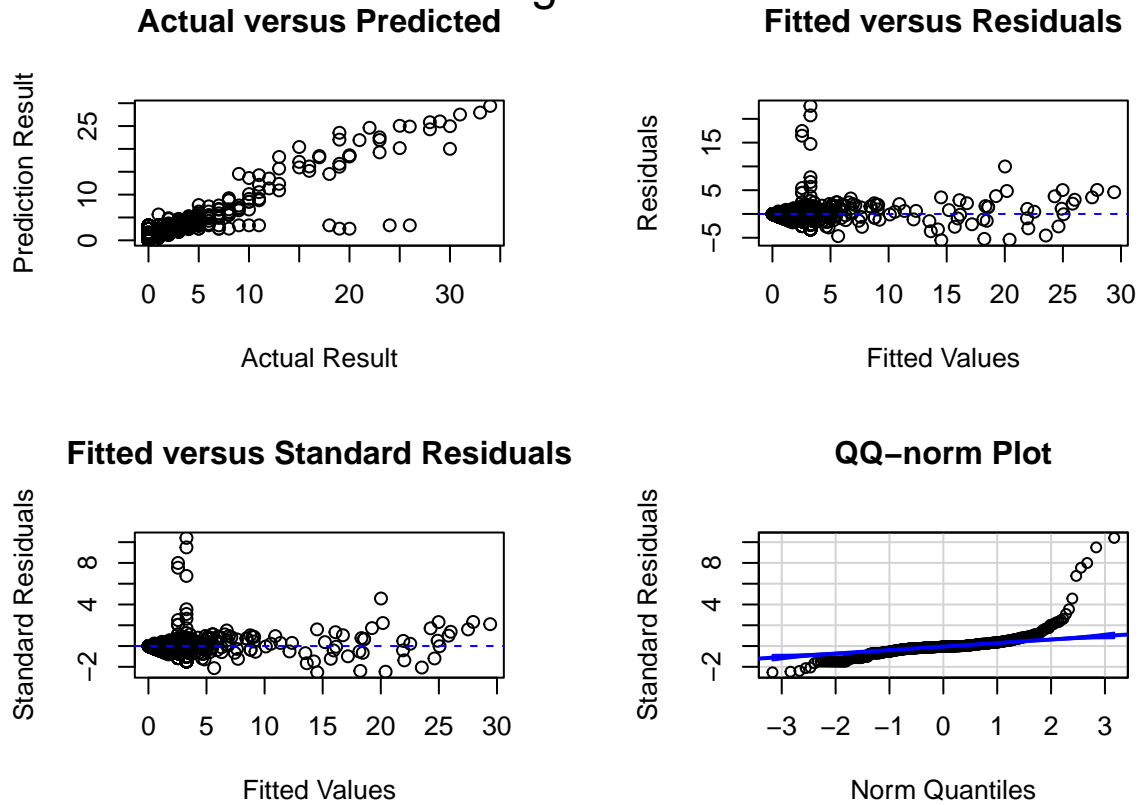 g
Actual versus Predicted
Prediction Result
0 10 25
0 5 10 20 30
Actual Result
Fitted versus Residuals
Residuals
−5 5 15
0 5 10 15 20 25 30
Fitted Values
Fitted versus Standard Residuals
Standard Residuals
−2 4 8
0 5 10 15 20 25 30
Fitted Values
QQ−norm Plot
Standard Residuals
−2 4 8
−3 −2 −1 0 1 2 3
Norm Quantiles